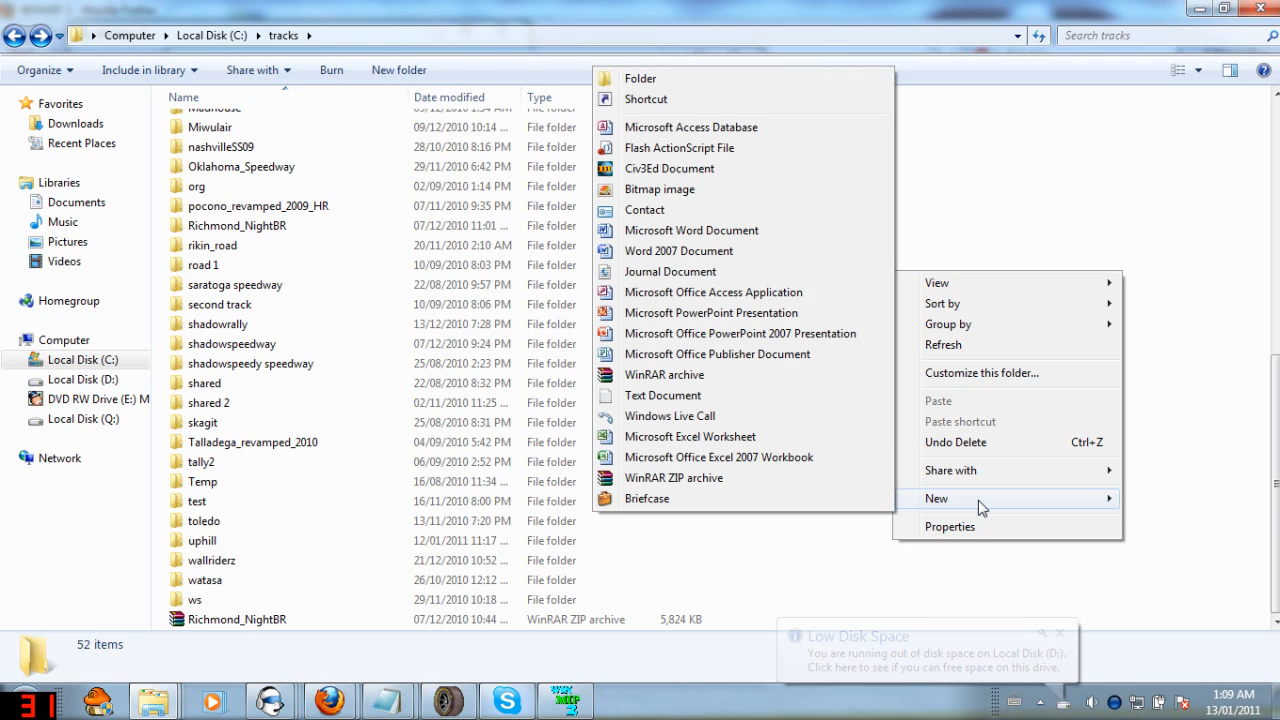 Computer Local Disk (C:) tracks
Search tracks
Organize Include in library Share with Burn New folder
Favorites
Downloads
Recent Places
Libraries
Documents
Music
Pictures
Videos
Homegroup
Computer
Local Disk (C:)
Local Disk (D:)
DVD RW Drive (E:) M
Local Disk (Q:)
Network
Name Date modified Type
Madhouse
Miwulair 09/12/2010 10:14 ... File folder
nashvilleSS09 28/10/2010 8:16 PM File folder
Oklahoma_Speedway 29/11/2010 6:42 PM File folder
org 02/09/2010 1:14 PM File folder
pocono_revamped_2009_HR 07/11/2010 9:35 PM File folder
Richmond_NightBR 07/12/2010 11:01 ... File folder
rikin_road 20/11/2010 2:10 AM File folder
road 1 10/09/2010 8:03 PM File folder
saratoga speedway 22/08/2010 9:57 PM File folder
second track 10/09/2010 8:06 PM File folder
shadowrally 13/12/2010 7:28 PM File folder
shadowspeedway 07/12/2010 9:24 PM File folder
shadowspeedy speedway 25/08/2010 2:23 PM File folder
shared 22/08/2010 8:32 PM File folder
shared 2 02/11/2010 11:25 ... File folder
skagit 25/08/2010 8:31 PM File folder
Talladega_revamped_2010 04/09/2010 5:42 PM File folder
tally2 06/09/2010 2:52 PM File folder
Temp 16/08/2010 11:34 ... File folder
test 16/11/2010 8:00 PM File folder
toledo 13/11/2010 7:20 PM File folder
uphill 12/01/2011 11:17 ... File folder
wallriderz 21/12/2010 10:52 ... File folder
watasa 26/10/2010 12:12 ... File folder
ws 29/11/2010 10:18 ... File folder
Richmond_NightBR 07/12/2010 10:44 ... WinRAR ZIP archive 5,824 KB
Folder
Shortcut
Microsoft Access Database
Flash ActionScript File
Civ3Ed Document
Bitmap image
Contact
Microsoft Word Document
Word 2007 Document
Journal Document
Microsoft Office Access Application
Microsoft PowerPoint Presentation
Microsoft Office PowerPoint 2007 Presentation
Microsoft Office Publisher Document
WinRAR archive
Text Document
Windows Live Call
Microsoft Excel Worksheet
Microsoft Office Excel 2007 Workbook
WinRAR ZIP archive
Briefcase
View
Sort by
Group by
Refresh
Customize this folder...
Paste
Paste shortcut
Undo Delete Ctrl+Z
Share with
New
Properties
52 items
Low Disk Space
You are running out of disk space on Local Disk (D:).
Click here to see if you can free space on this drive.
31
1:09 AM
13/01/2011